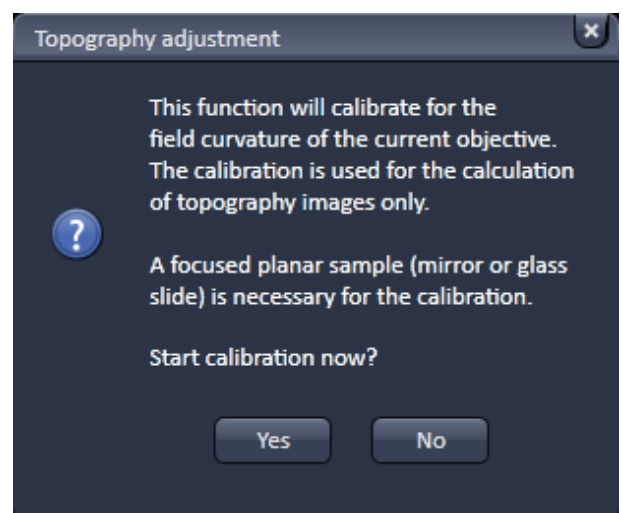 Topography adjustment
This function will calibrate for the
field curvature of the current objective.
The calibration is used for the calculation
of topography images only.
A focused planar sample (mirror or glass
slide) is necessary for the calibration.
Start calibration now?
Yes No